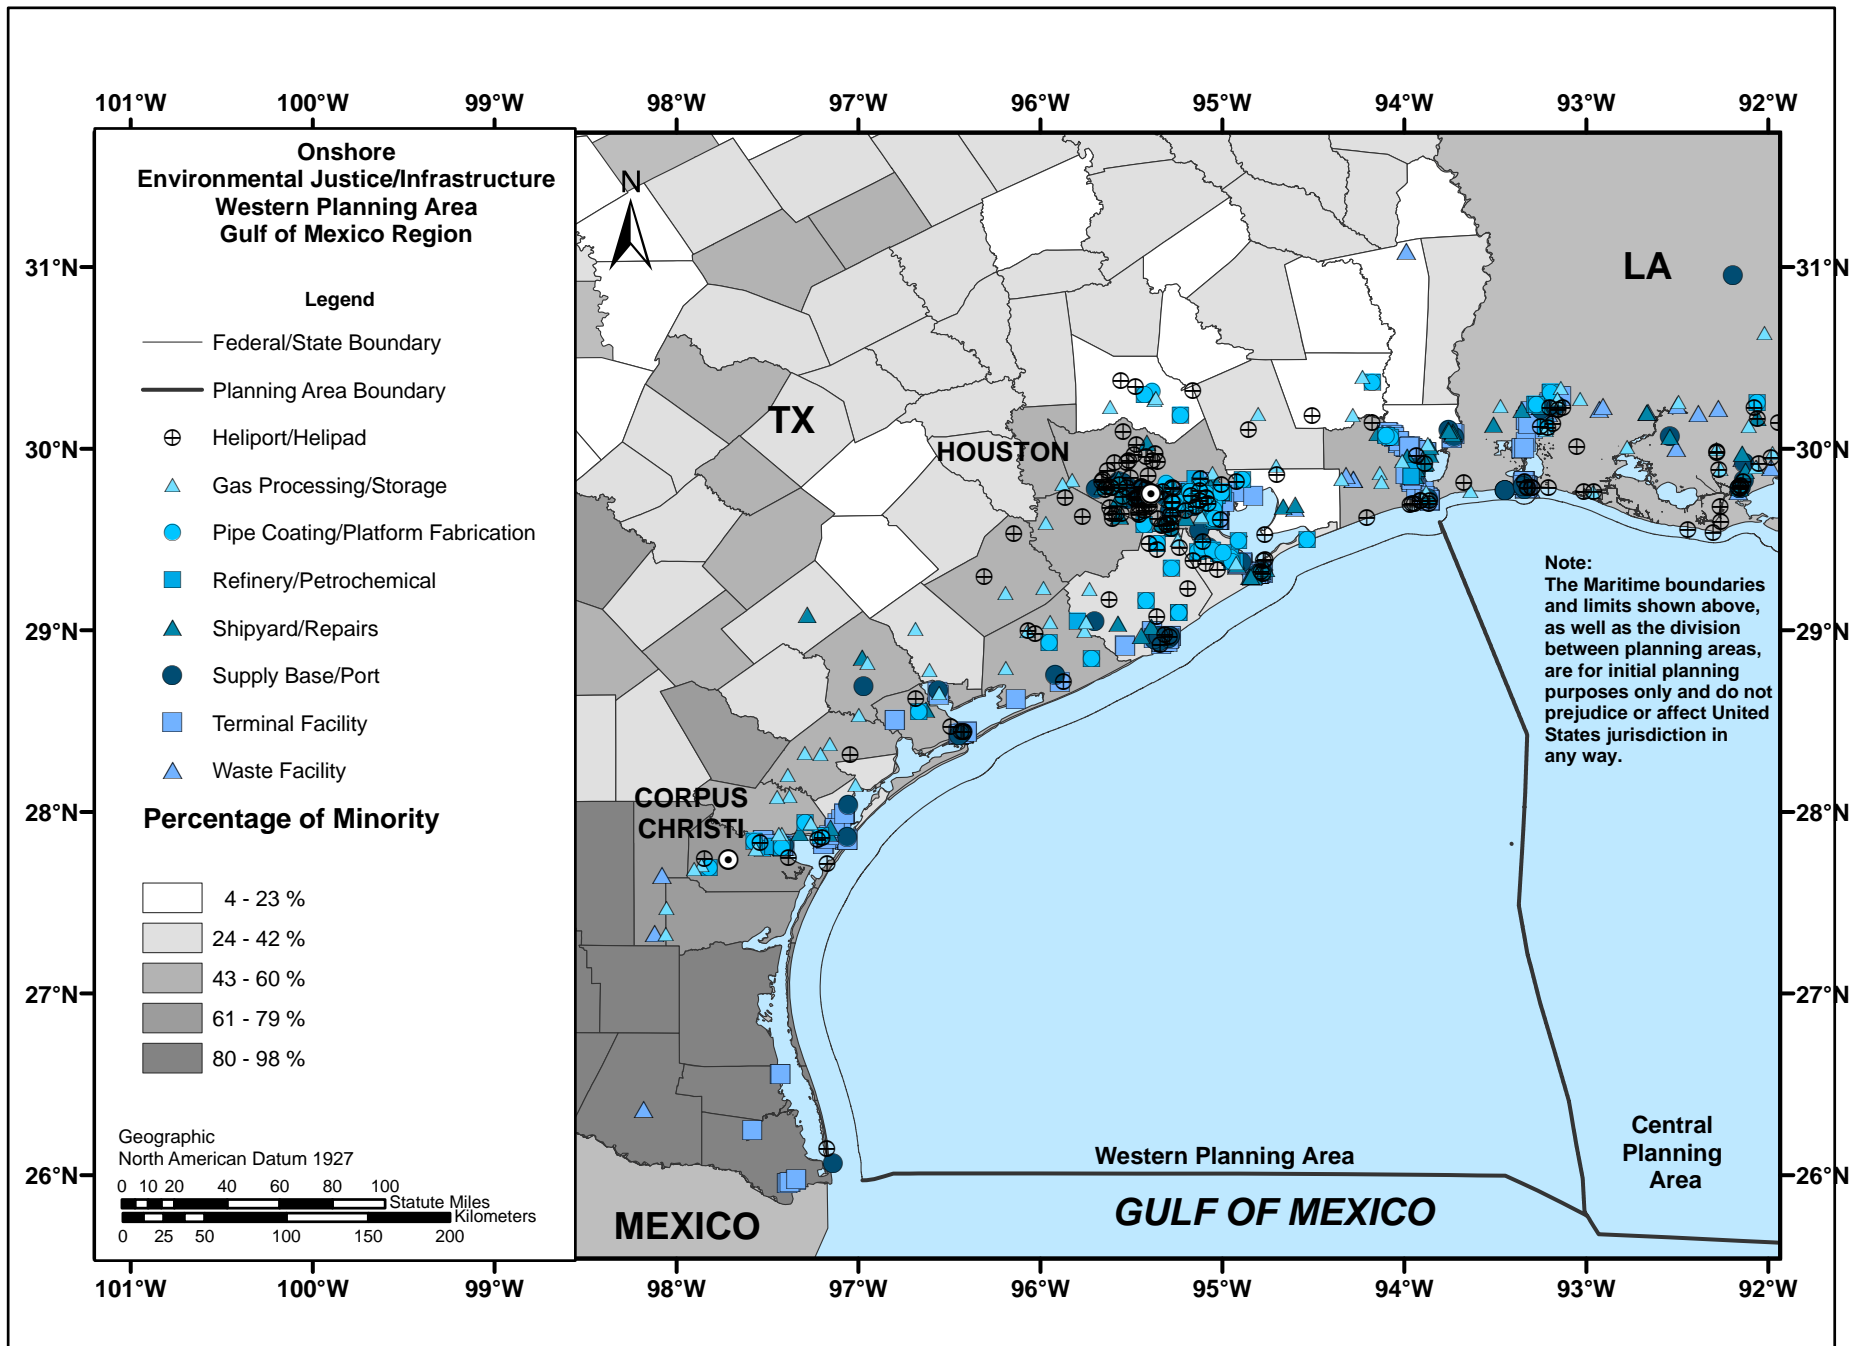 101°W 100°W 99°W 98°W 97°W 96°W 95°W 94°W 93°W 92°W
Onshore
Environmental Justice/Infrastructure
Western Planning Area
Gulf of Mexico Region
Legend
Federal/State Boundary
Planning Area Boundary
Heliport/Helipad
Gas Processing/Storage
Pipe Coating/Platform Fabrication
Refinery/Petrochemical
Shipyard/Repairs
Supply Base/Port
Terminal Facility
Waste Facility
Percentage of Minority
4 - 23 %
24 - 42 %
43 - 60 %
61 - 79 %
80 - 98 %
Geographic
North American Datum 1927
0 10 20 40 60 80 100
Statute Miles
Kilometers
0 25 50 100 150 200
31°N
30°N
29°N
28°N
27°N
26°N
N
TX
LA
HOUSTON
CORPUS
CHRISTI
MEXICO
Note:
The Maritime boundaries
and limits shown above,
as well as the division
between planning areas,
are for initial planning
purposes only and do not
prejudice or affect United
States jurisdiction in
any way.
Western Planning Area
GULF OF MEXICO
Central
Planning
Area
31°N
30°N
29°N
28°N
27°N
26°N
101°W 100°W 99°W 98°W 97°W 96°W 95°W 94°W 93°W 92°W